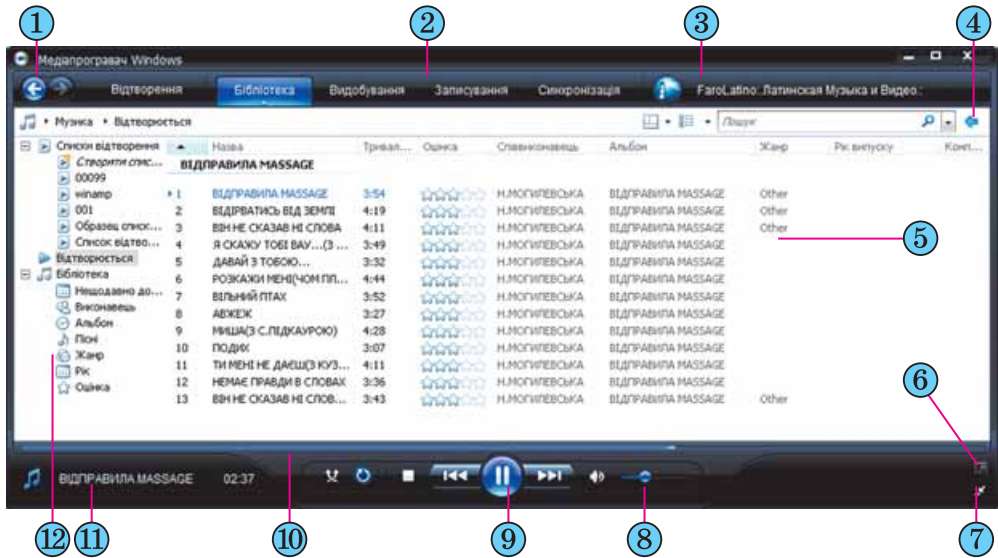 1 2 3 4
Медіапрогравач Windows
Відтворення Бібліотека Видобування Записування Синхронізація FaroLatino: Латинская Музыка и Видео.:
Музика Відтворюється Пошук
Списки відтворення Назва Тривал... Оцінка Співвиконавець Альбом Жанр Рік випуску Комп...
Створити спис... ВІДПРАВИЛА MASSAGE
00099
winamp 1 ВІДПРАВИЛА MASSAGE 3:54 Н.МОГИЛЕВСЬКА ВІДПРАВИЛА MASSAGE Other
001 2 ВІДІРВАТИСЬ ВІД ЗЕМЛІ 4:19 Н.МОГИЛЕВСЬКА ВІДПРАВИЛА MASSAGE Other
Образец списк... 3 ВІН НЕ СКАЗАВ НІ СЛОВА 4:11 Н.МОГИЛЕВСЬКА ВІДПРАВИЛА MASSAGE Other
Список відтво... 4 Я СКАЖУ ТОБІ ВАУ...(З ... 3:49 Н.МОГИЛЕВСЬКА ВІДПРАВИЛА MASSAGE 5
Відтворюється 5 ДАВАЙ З ТОБОЮ... 3:32 Н.МОГИЛЕВСЬКА ВІДПРАВИЛА MASSAGE
Бібліотека 6 РОЗКАЖИ МЕНІ(ЧОМ ПЛ... 4:44 Н.МОГИЛЕВСЬКА ВІДПРАВИЛА MASSAGE
Нещодавно до... 7 ВІЛЬНИЙ ПТАХ 3:52 Н.МОГИЛЕВСЬКА ВІДПРАВИЛА MASSAGE
Виконавець 8 АВЖЕЖ 3:27 Н.МОГИЛЕВСЬКА ВІДПРАВИЛА MASSAGE
Альбом 9 МИША(З С.ПІДКАУРОЮ) 4:28 Н.МОГИЛЕВСЬКА ВІДПРАВИЛА MASSAGE
Пісні 10 ПОДИХ 3:07 Н.МОГИЛЕВСЬКА ВІДПРАВИЛА MASSAGE
Жанр 11 ТИ МЕНІ НЕ ДАЄШ(З КУЗ... 4:11 Н.МОГИЛЕВСЬКА ВІДПРАВИЛА MASSAGE
Рік 12 НЕМАЄ ПРАВДИ В СЛОВАХ 3:36 Н.МОГИЛЕВСЬКА ВІДПРАВИЛА MASSAGE 6
Оцінка 13 ВІН НЕ СКАЗАВ НІ СЛОВ... 3:43 Н.МОГИЛЕВСЬКА ВІДПРАВИЛА MASSAGE Other
ВІДПРАВИЛА MASSAGE 02:37
12 11 10 9 8 7